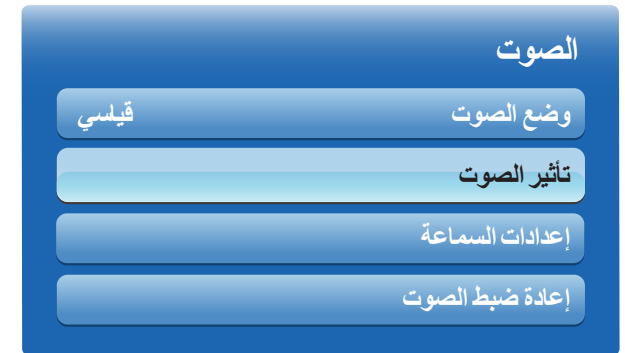 الصوت
وضع الصوت قياسي
تأثير الصوت
إعدادات السماعة
إعادة ضبط الصوت